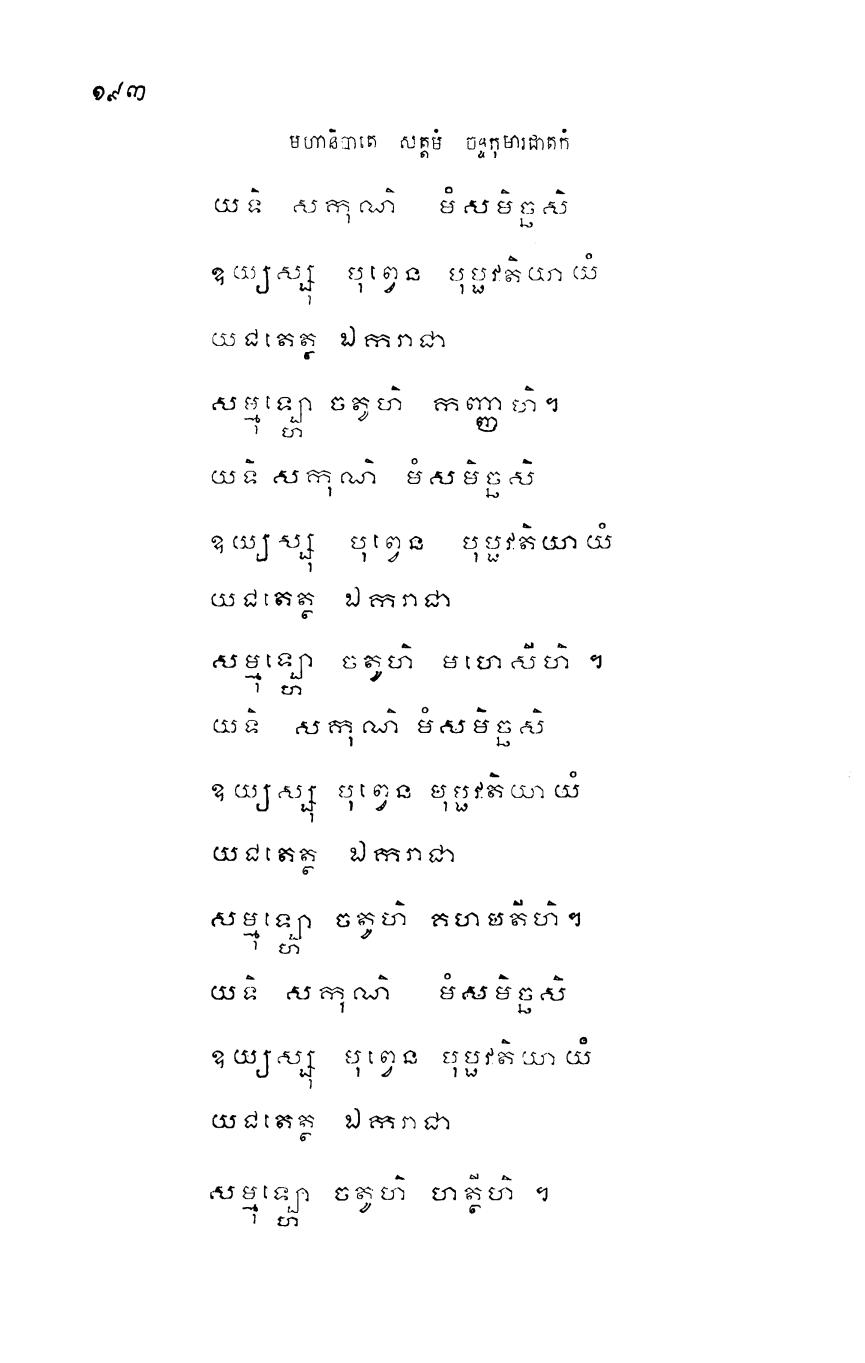 ១៩៣
មហានិបាតេ សត្តមំ ចន្ទកុមារជាតកំ
យទិ សកុណិ មំសមិច្ឆសិ
ឧយ្យស្សុ បុព្វេន បុប្ផវតិយាយំ
យជតេត្ថ ឯករាជា
សម្មុឡ្ហោ ចតូហិ កញ្ញាហិ។
យទិ សកុណិ មំសមិច្ឆសិ
ឧយ្យស្សុ បុព្វេន បុប្ផវតិយាយំ
យជតេត្ថ ឯករាជា
សម្មុឡ្ហោ ចតូហិ មហេសីហិ ។
យទិ សកុណិ មំសមិច្ឆសិ
ឧយ្យស្សុ បុព្វេន បុប្ផវតិយាយំ
យជតេត្ថ ឯករាជា
សម្មុឡ្ហោ ចតូហិ គហបតីហិ។
យទិ សកុណិ មំសមិច្ឆសិ
ឧយ្យស្សុ បុព្វេន បុប្ផវតិយាយំ
យជតេត្ថ ឯករាជា
សម្មុឡ្ហោ ចតូហិ ហត្ថីហិ ។